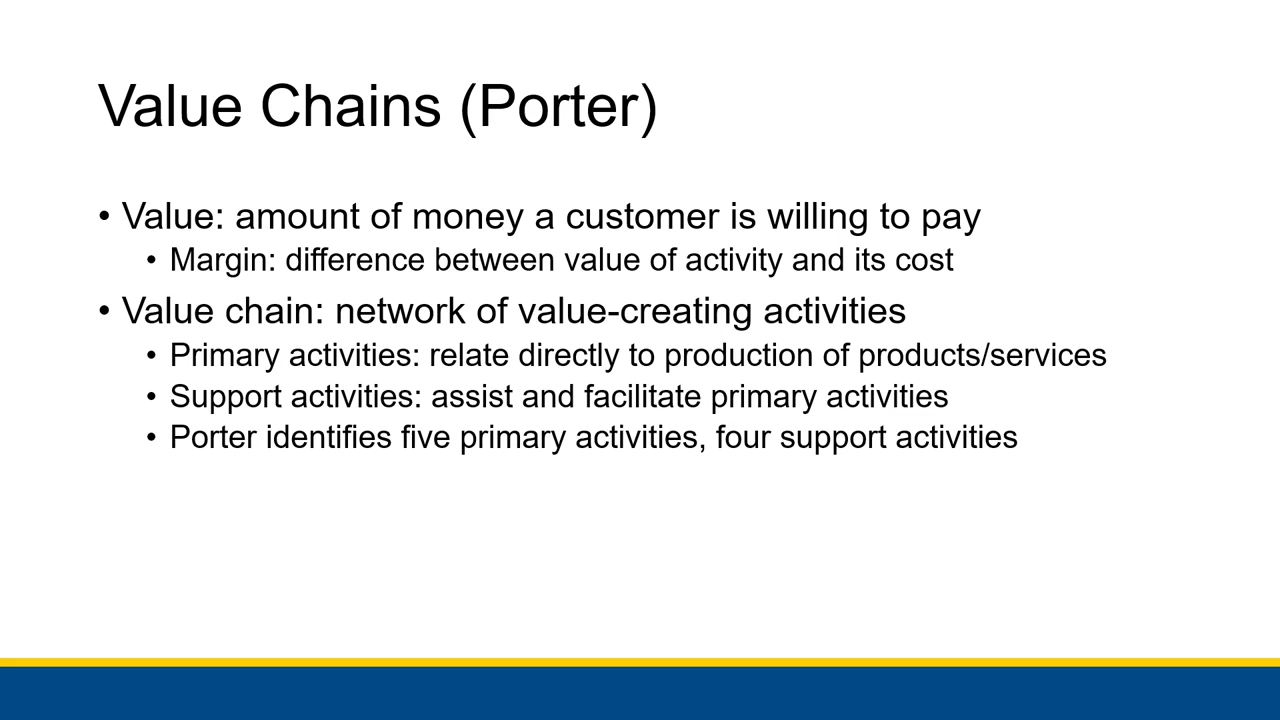 Value Chains (Porter)
• Value: amount of money a customer is willing to pay
• Margin: difference between value of activity and its cost
• Value chain: network of value-creating activities
• Primary activities: relate directly to production of products/services
• Support activities: assist and facilitate primary activities
• Porter identifies five primary activities, four support activities